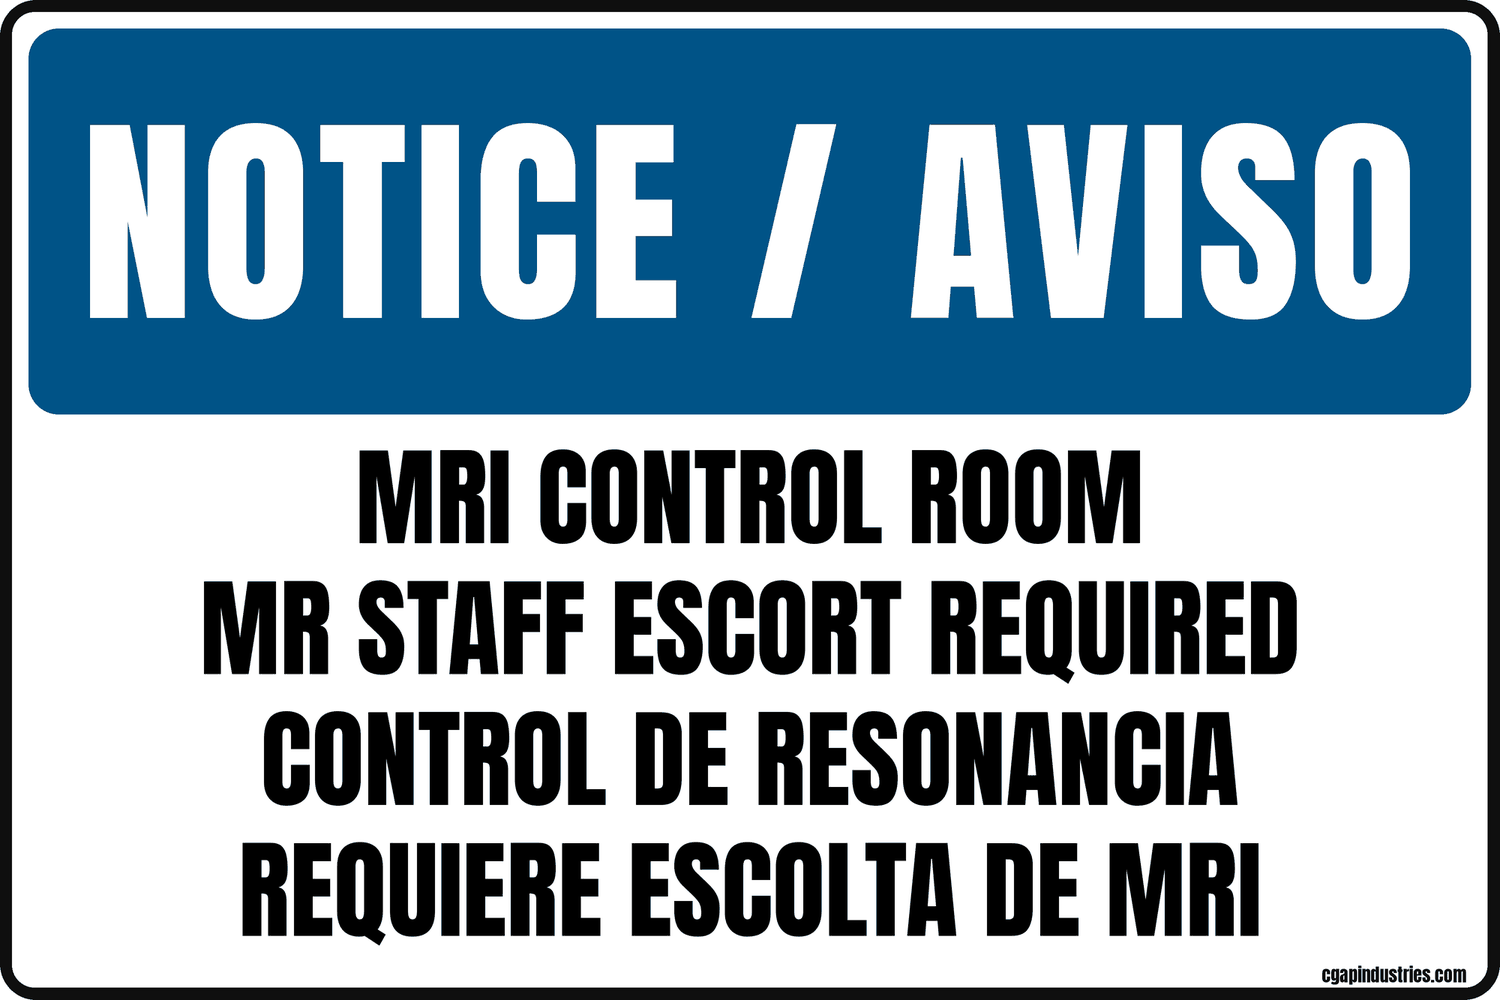 NOTICE / AVISO
MRI CONTROL ROOM
MR STAFF ESCORT REQUIRED
CONTROL DE RESONANCIA
REQUIERE ESCOLTA DE MRI
cgapindustries.com